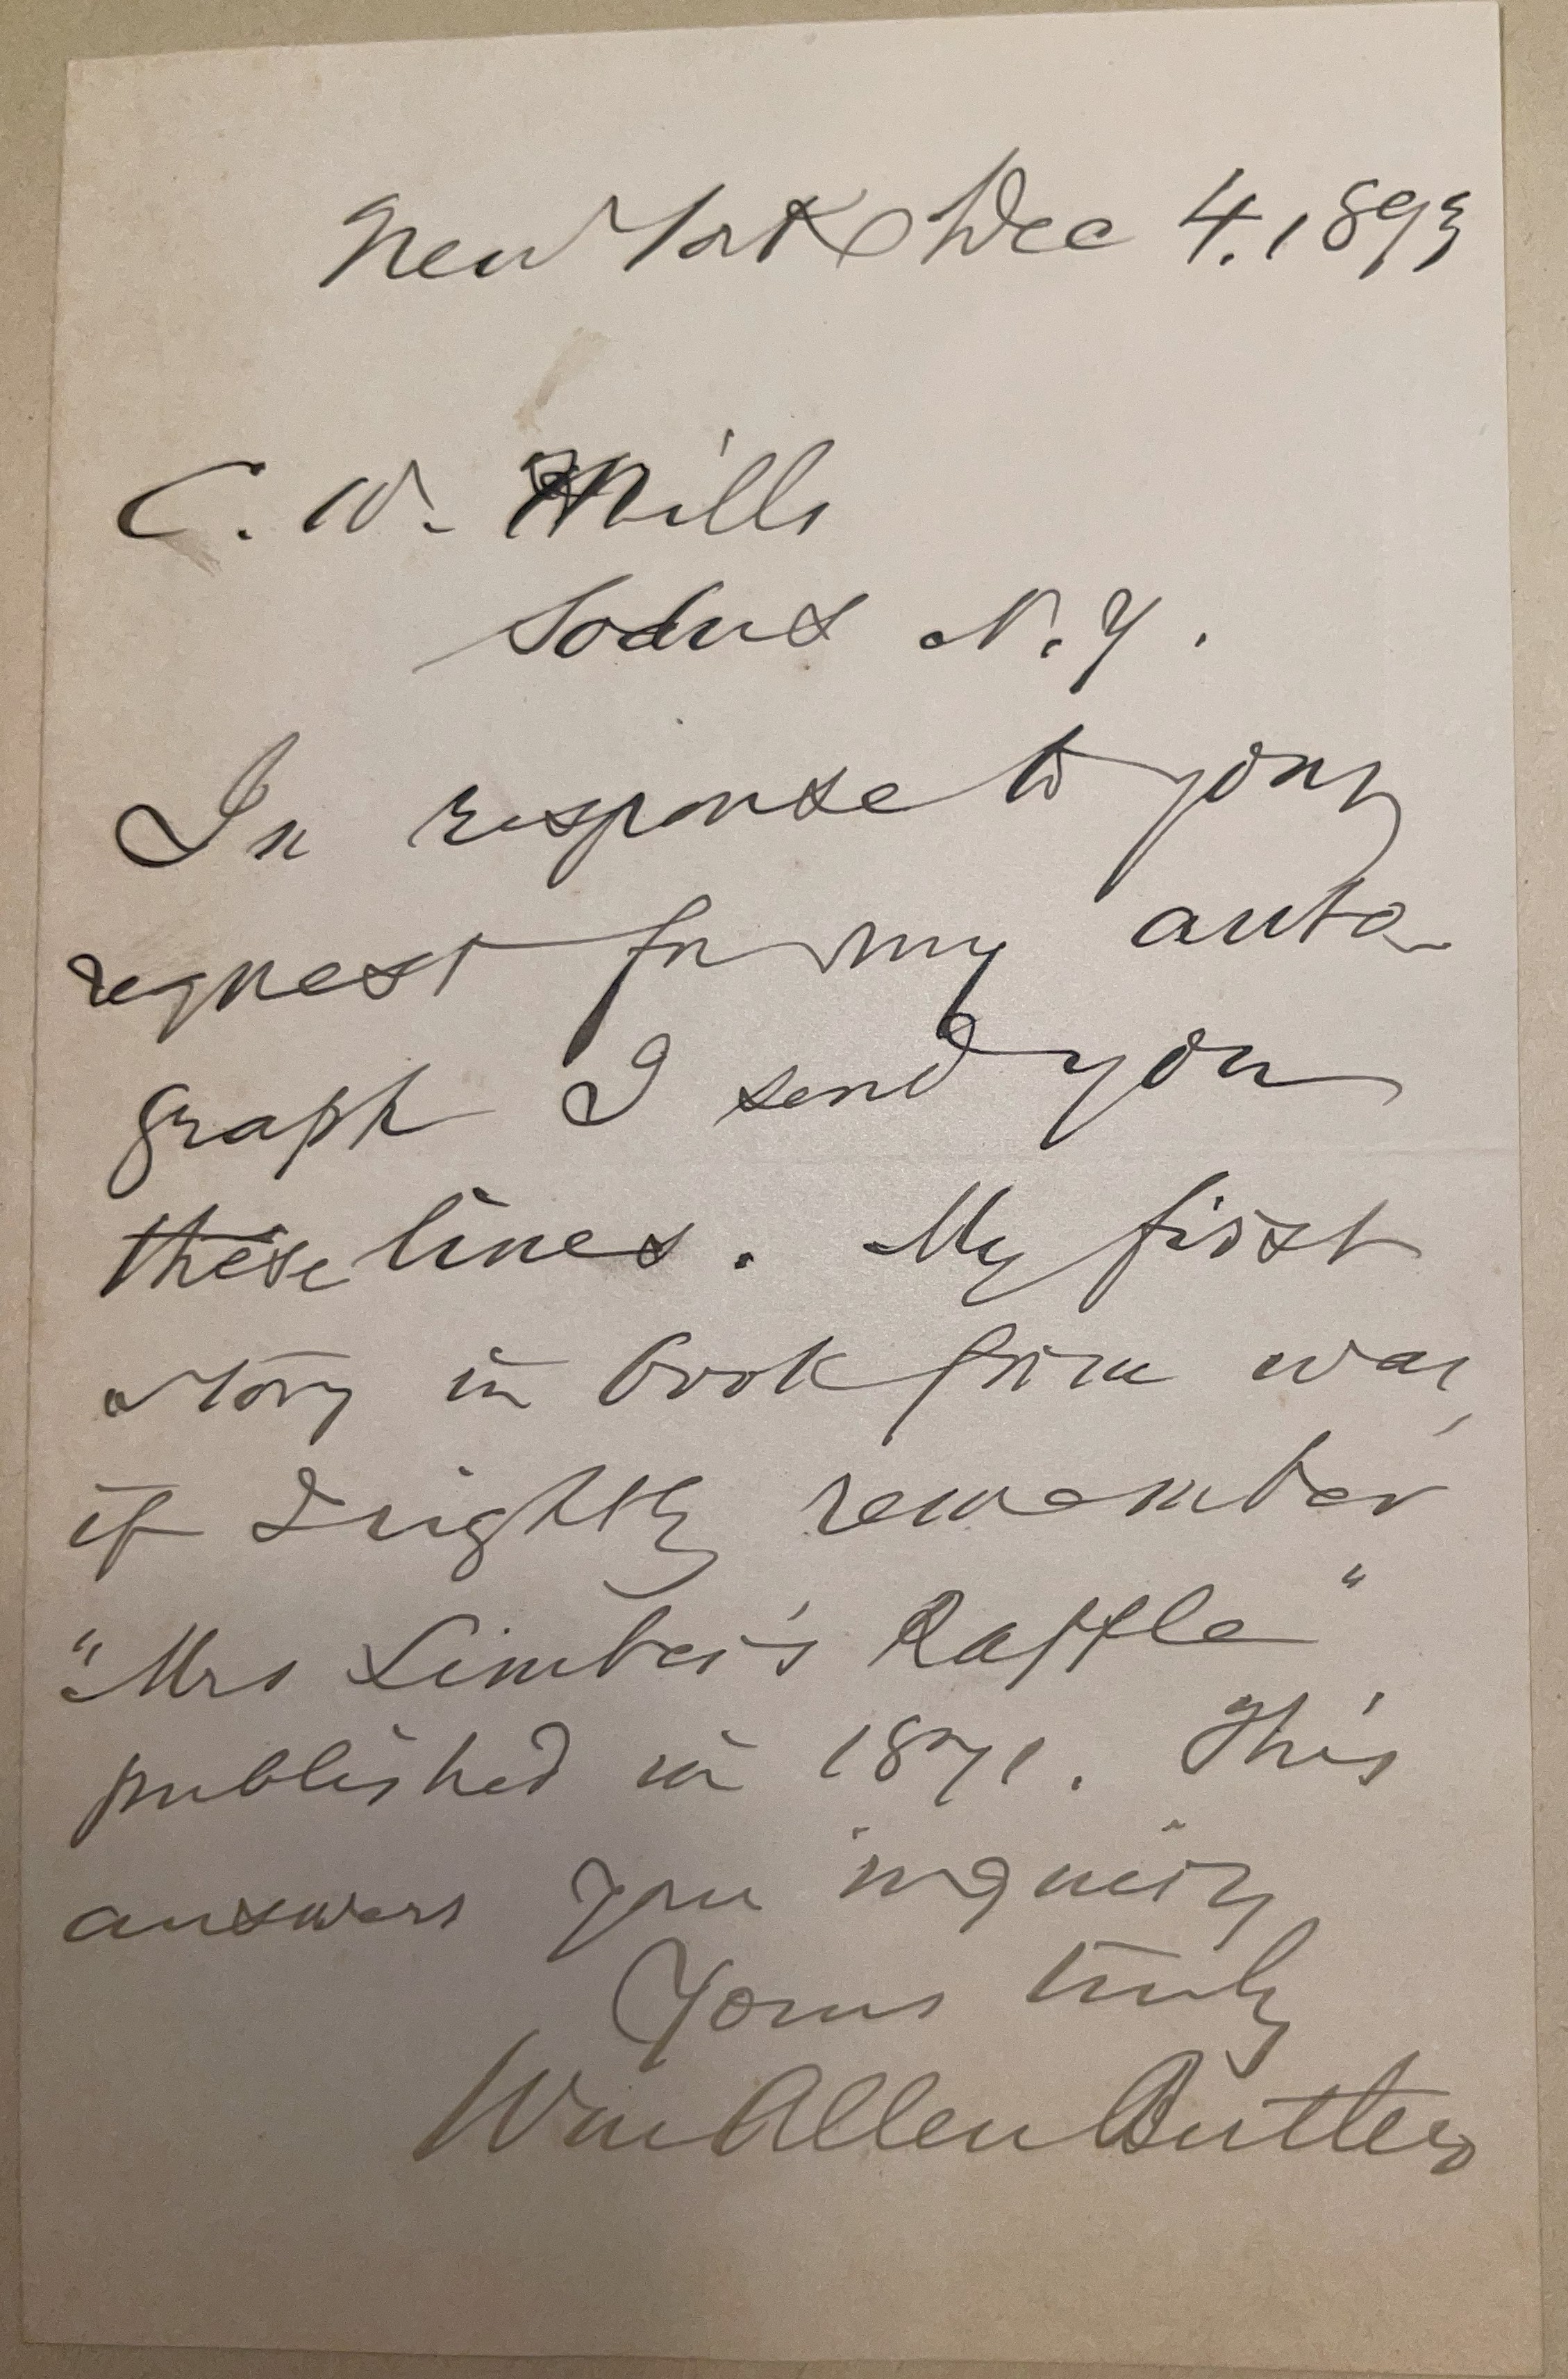 New York Dec 4. 1893
C. W. Mills
Sodus N. Y.
In response to your
request for my auto
graph I send you
these lines. My first
story in book form was,
if I rightly remember
"Mrs Limber's Raffle"
published in 1871. This
answers your inquiry
Yours truly
Wm Allen Butler